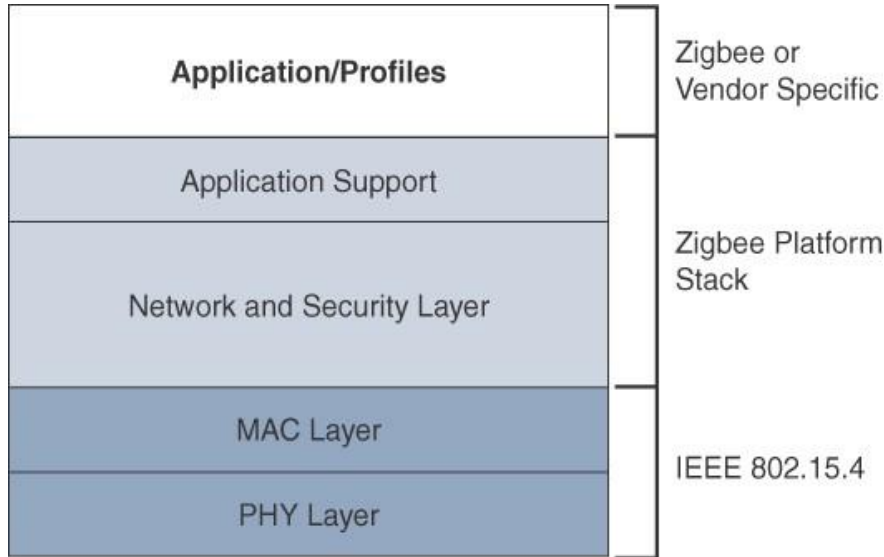 Application/Profiles
Zigbee or
Vendor Specific
Application Support
Network and Security Layer
Zigbee Platform
Stack
MAC Layer
PHY Layer
IEEE 802.15.4